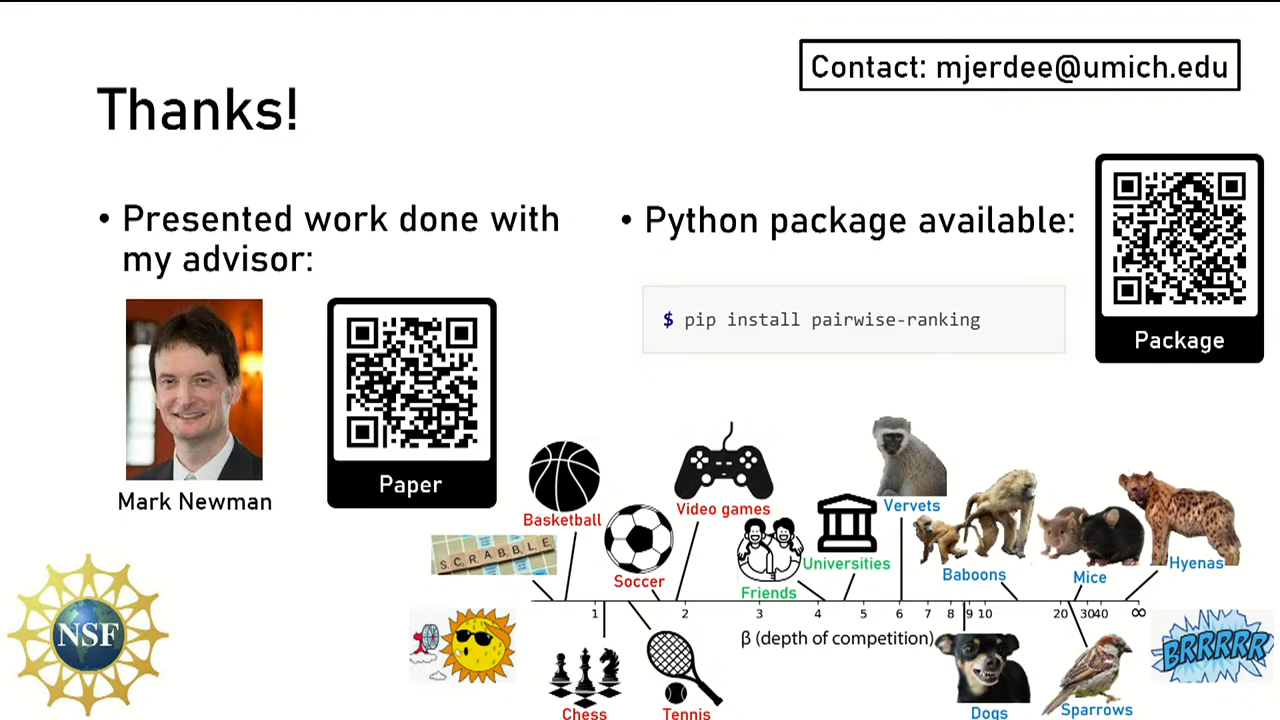 Contact: mjerdee@umich.edu
Thanks!
• Presented work done with
my advisor:
Mark Newman
Paper
• Python package available:
$ pip install pairwise-ranking
Package
Basketball
Video games
Vervets
SCRABBLE
Soccer
Friends
Universities
Baboons
Mice
Hyenas
1 2 3 4 5 6 7 8 9 10 20 30 40 ∞
β (depth of competition)
NSF
Chess
Tennis
Dogs
Sparrows
BRRRRR